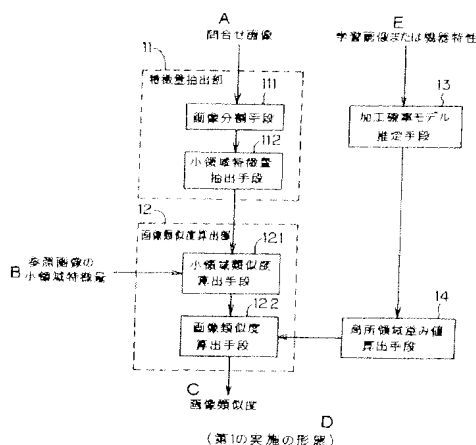 A
問合せ画像
E
学習画像または機器特性
11
特徴量抽出部
111
画像分割手段
112
小領域特徴量
抽出手段
13
加工確率モデル
推定手段
12
画像類似度算出部
121
小領域類似度
算出手段
B
参照画像の
小領域特徴量
122
画像類似度
算出手段
14
局所領域重み値
算出手段
C
画像類似度
D
(第1の実施の形態)